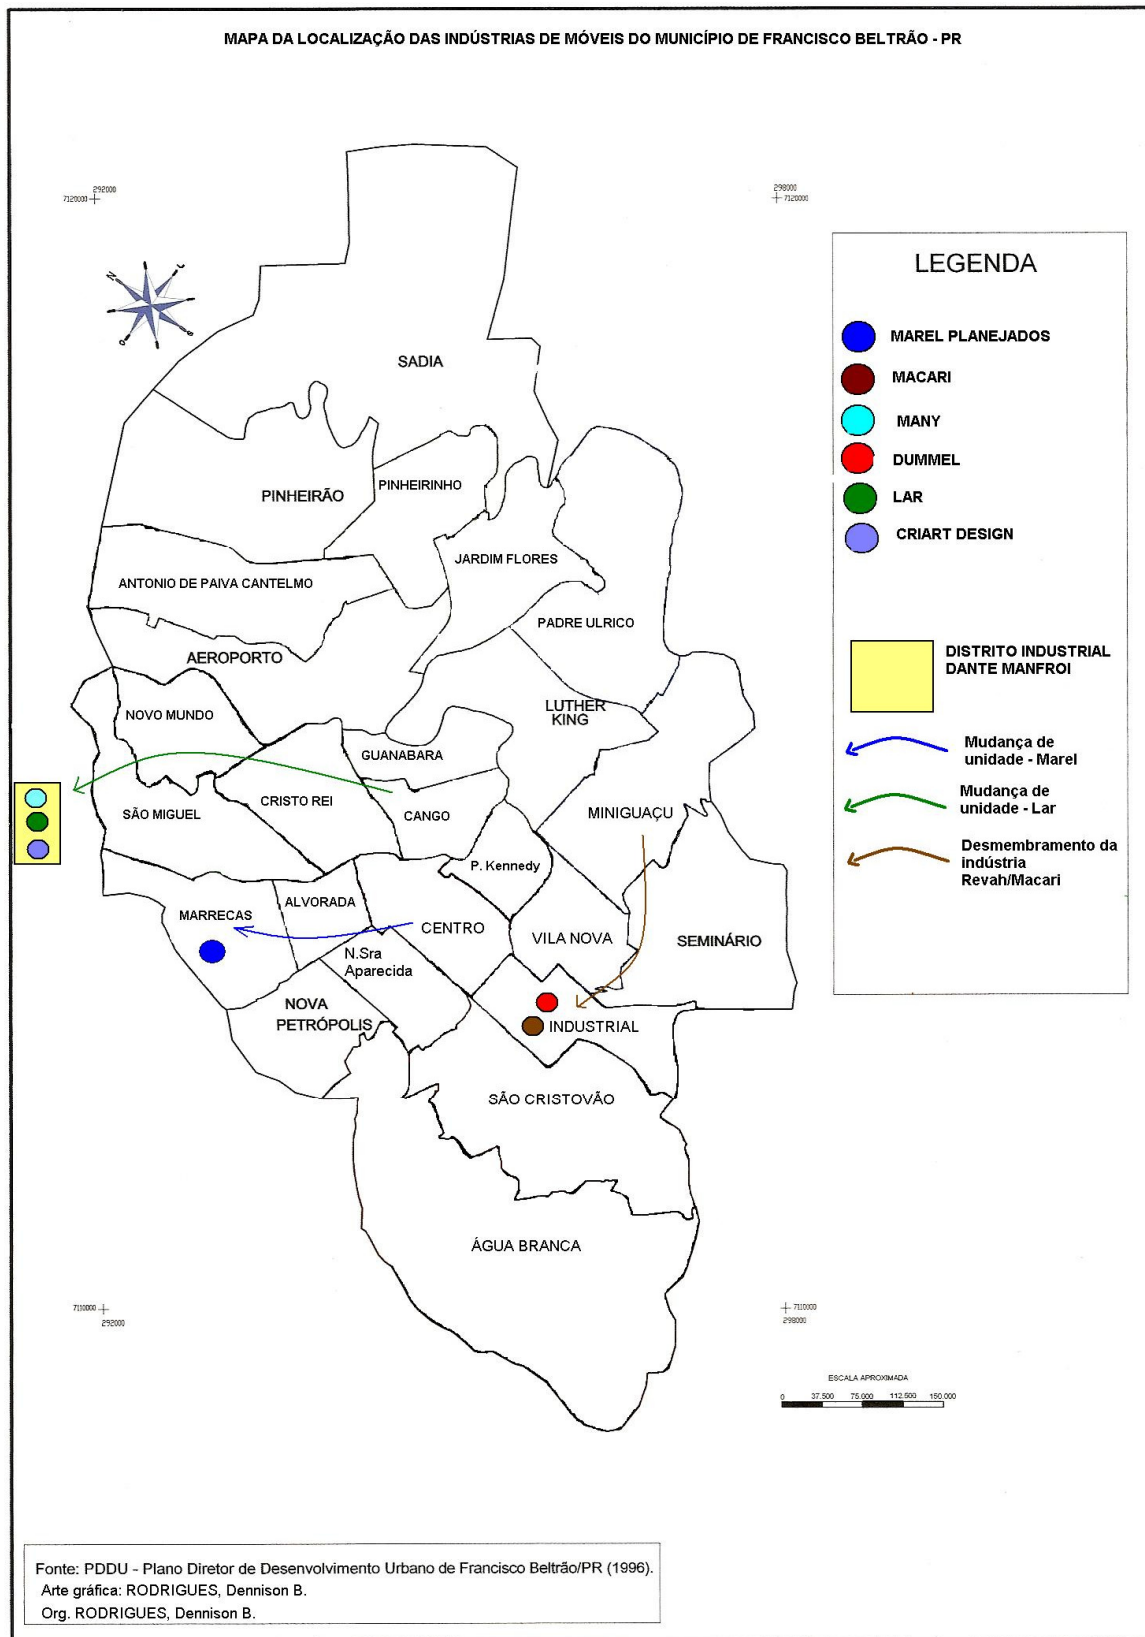 MAPA DA LOCALIZAÇÃO DAS INDÚSTRIAS DE MÓVEIS DO MUNICÍPIO DE FRANCISCO BELTRÃO - PR
292000
7120000
298000
7120000
N
L
S
O
LEGENDA
MAREL PLANEJADOS
MACARI
MANY
DUMMEL
LAR
CRIART DESIGN
DISTRITO INDUSTRIAL
DANTE MANFROI
Mudança de
unidade - Marel
Mudança de
unidade - Lar
Desmembramento da
indústria
Revah/Macari
SADIA
PINHEIRÃO
PINHEIRINHO
JARDIM FLORES
ANTONIO DE PAIVA CANTELMO
PADRE ULRICO
AEROPORTO
NOVO MUNDO
LUTHER
KING
GUANABARA
CRISTO REI
SÃO MIGUEL
CANGO
MINIGUAÇU
P. Kennedy
ALVORADA
MARRECAS
CENTRO
VILA NOVA
SEMINÁRIO
N.Sra
Aparecida
NOVA
PETRÓPOLIS
INDUSTRIAL
SÂO CRISTOVÃO
ÁGUA BRANCA
7110000
292000
7110000
298000
ESCALA APROXIMADA
0 37.500 75.000 112.500 150.000
Fonte: PDDU - Plano Diretor de Desenvolvimento Urbano de Francisco Beltrão/PR (1996).
Arte gráfica: RODRIGUES, Dennison B.
Org. RODRIGUES, Dennison B.